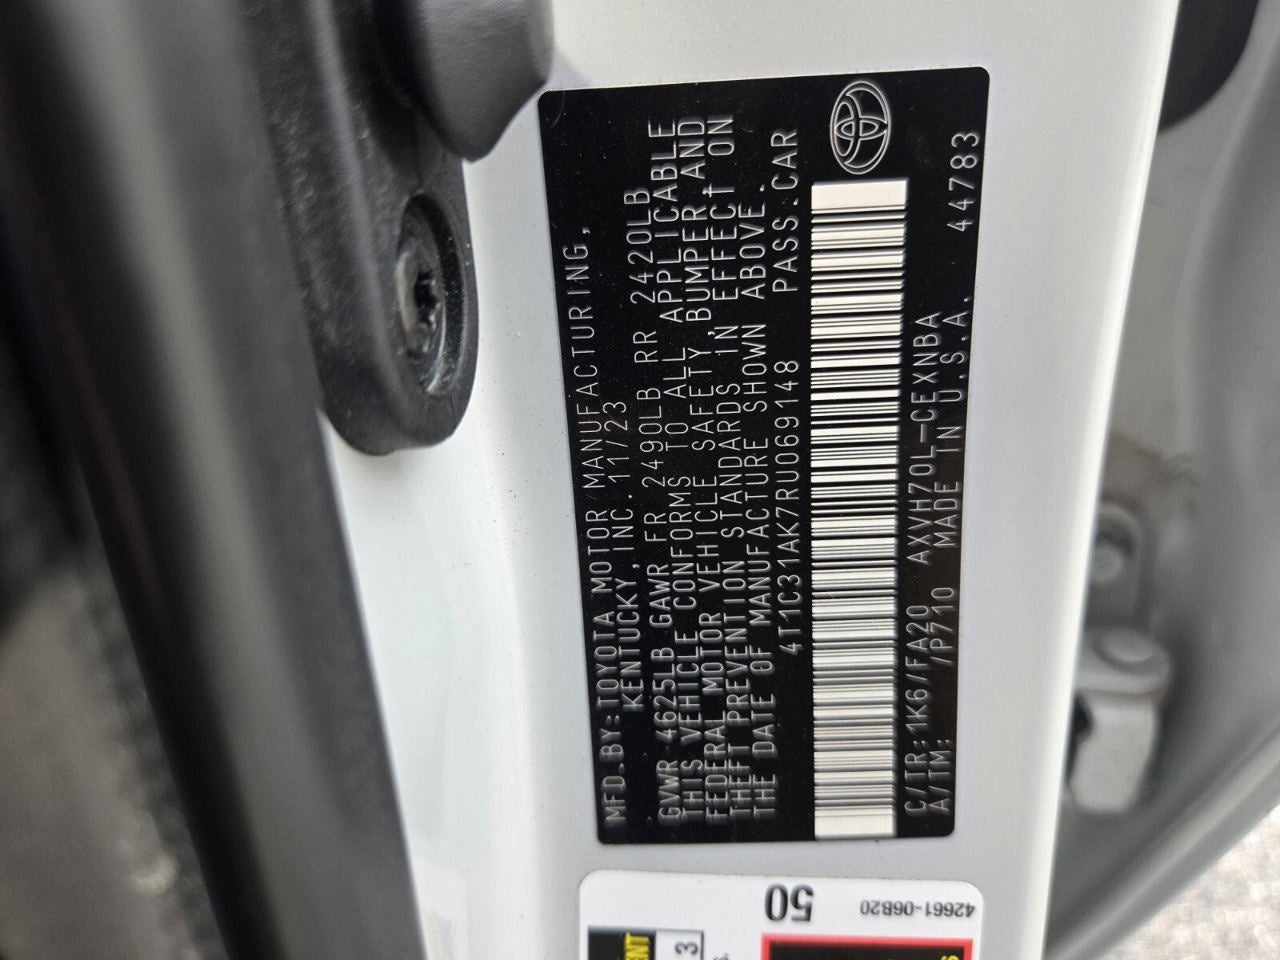 MFD.BY:TOYOTA MOTOR MANUFACTURING,
KENTUCKY,INC.11/23
GVWR 4625LB GAWR FR 2490LB RR 2420LB
THIS VEHICLE CONFORMS TO ALL APPLICABLE
FEDERAL MOTOR VEHICLE SAFETY,BUMPER,AND
THEFT PREVENTION STANDARDS IN EFFECT ON
THE DATE OF MANUFACTURE SHOWN ABOVE.
4T1C31AK7RU069148 PASS.CAR
C/TR:1K6/FA20 AXVH70L-CEXNBA
A/TM: /P710 MADE IN U.S.A. 44783
50
42661-06B20
3